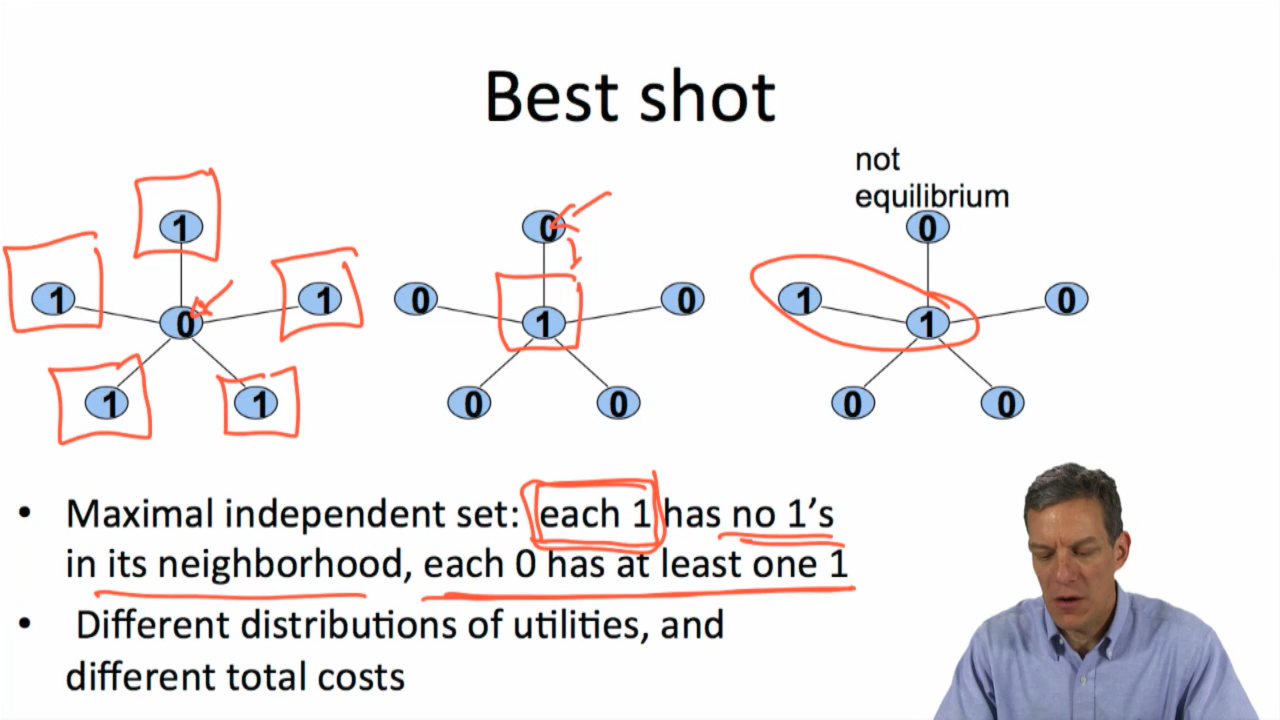 Best shot
not
equilibrium
1
0
0
1
1
0
0
1
0
0
1
1
1
1
0
0
0
0
Maximal independent set: each 1 has no 1's
in its neighborhood, each 0 has at least one 1
Different distributions of utilities, and
different total costs